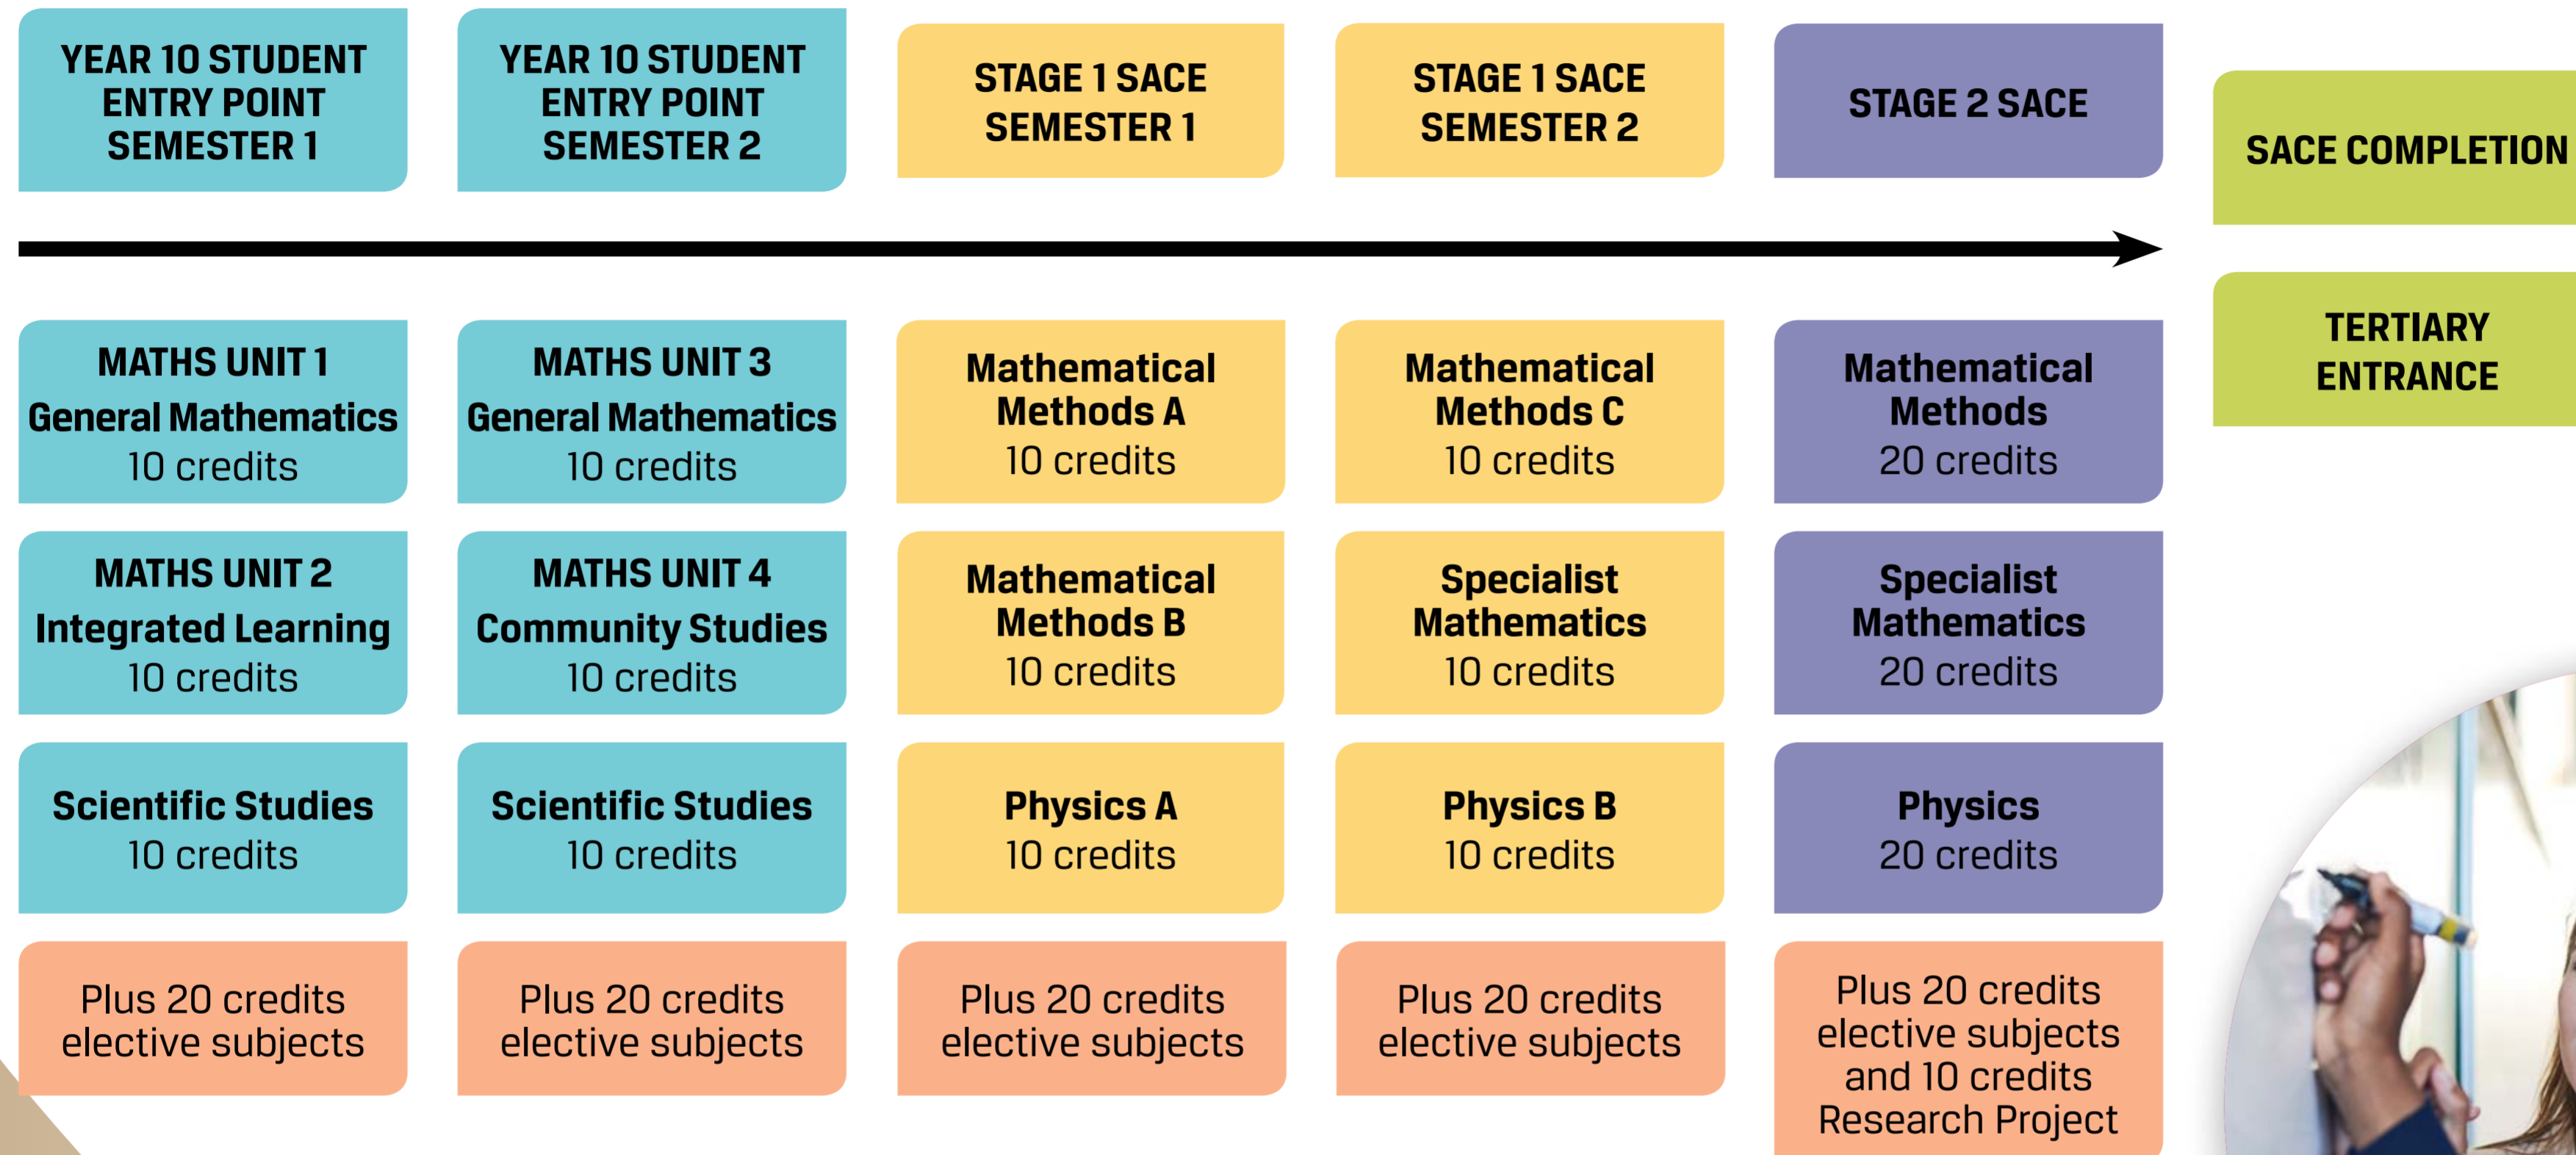 YEAR 10 STUDENT
ENTRY POINT
SEMESTER 1
YEAR 10 STUDENT
ENTRY POINT
SEMESTER 2
STAGE 1 SACE
SEMESTER 1
STAGE 1 SACE
SEMESTER 2
STAGE 2 SACE
SACE COMPLETION
TERTIARY
ENTRANCE
MATHS UNIT 1
General Mathematics
10 credits
MATHS UNIT 3
General Mathematics
10 credits
Mathematical
Methods A
10 credits
Mathematical
Methods C
10 credits
Mathematical
Methods
20 credits
MATHS UNIT 2
Integrated Learning
10 credits
MATHS UNIT 4
Community Studies
10 credits
Mathematical
Methods B
10 credits
Specialist
Mathematics
10 credits
Specialist
Mathematics
20 credits
Scientific Studies
10 credits
Scientific Studies
10 credits
Physics A
10 credits
Physics B
10 credits
Physics
20 credits
Plus 20 credits
elective subjects
Plus 20 credits
elective subjects
Plus 20 credits
elective subjects
Plus 20 credits
elective subjects
Plus 20 credits
elective subjects
and 10 credits
Research Project